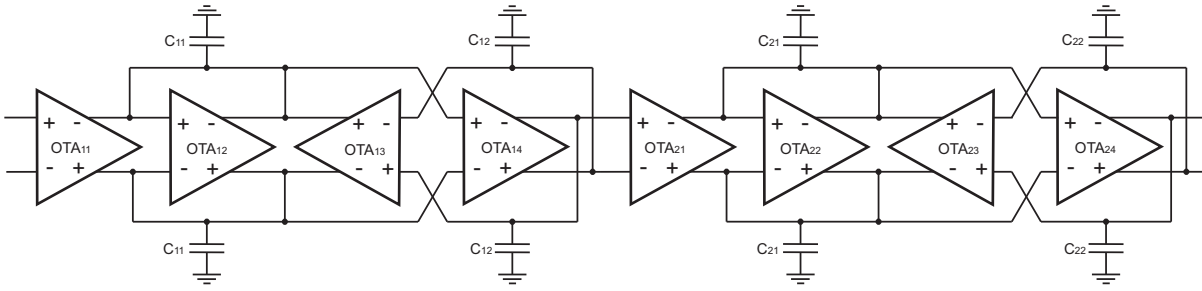 C11 C12 C21 C22
+ - + - - + - + - + - - + -
OTA11 OTA12 OTA13 OTA14 OTA21 OTA22 OTA23 OTA24
- + - + + - + - + - + + - +
C11 C12 C21 C22